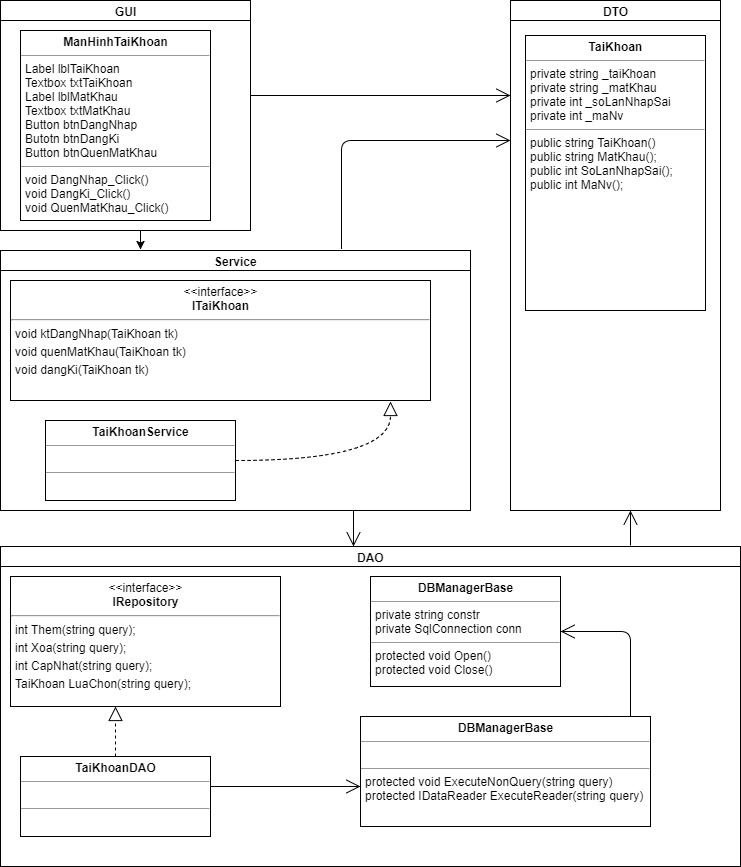 GUI
ManHinhTaiKhoan
Label lblTaiKhoan
Textbox txtTaiKhoan
Label lblMatKhau
Textbox txtMatKhau
Button btnDangNhap
Butotn btnDangKi
Button btnQuenMatKhau
void DangNhap_Click()
void DangKi_Click()
void QuenMatKhau_Click()
DTO
TaiKhoan
private string _taiKhoan
private string _matKhau
private int _soLanNhapSai
private int _maNv
public string TaiKhoan()
public string MatKhau();
public int SoLanNhapSai();
public int MaNv();
Service
<<interface>>
ITaiKhoan
void ktDangNhap(TaiKhoan tk)
void quenMatKhau(TaiKhoan tk)
void dangKi(TaiKhoan tk)
TaiKhoanService
DAO
<<interface>>
IRepository
int Them(string query);
int Xoa(string query);
int CapNhat(string query);
TaiKhoan LuaChon(string query);
DBManagerBase
private string constr
private SqlConnection conn
protected void Open()
protected void Close()
TaiKhoanDAO
DBManagerBase
protected void ExecuteNonQuery(string query)
protected IDataReader ExecuteReader(string query)